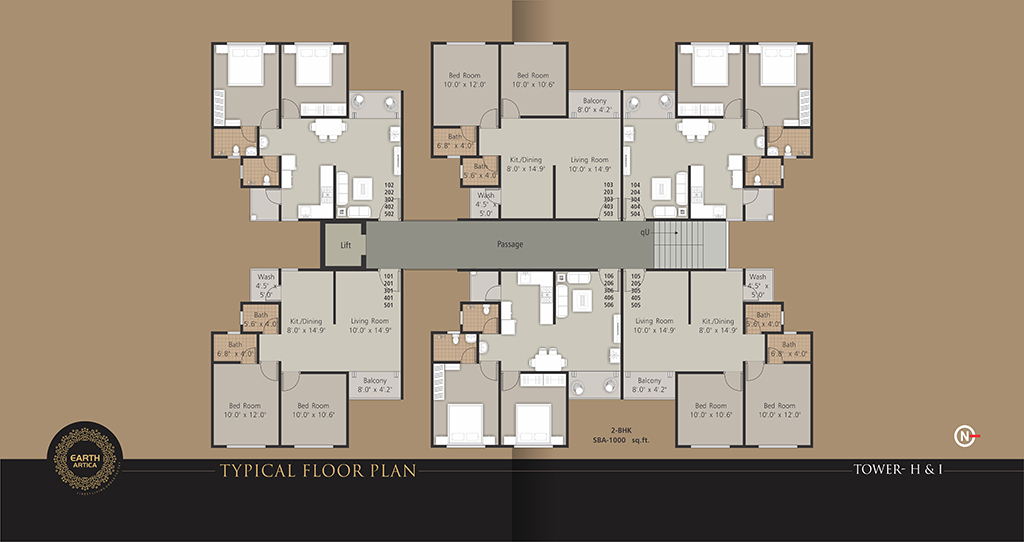 Bed Room
10'.0" x 12'.0"
Bed Room
10'.0" x 10'.6"
Balcony
8'.0" x 4'.2"
Bath
6'.8" x 4'.0"
Bath
5'.6" x 4'.0"
Kit./Dining
8'.0" x 14'.9"
Living Room
10'.0" x 14'.9"
Wash
4'.5" x
5'.0"
102
202
302
402
502
103
203
303
403
503
104
204
304
404
504
Lift
Passage
qU
101
201
301
401
501
106
206
306
406
506
105
205
305
405
505
Wash
4'.5" x
5'.0"
Bath
5'.6" x 4'.0"
Bath
6'.8" x 4'.0"
Kit./Dining
8'.0" x 14'.9"
Living Room
10'.0" x 14'.9"
Balcony
8'.0" x 4'.2"
Bed Room
10'.0" x 12'.0"
Bed Room
10'.0" x 10'.6"
Living Room
10'.0" x 14'.9"
Kit./Dining
8'.0" x 14'.9"
Wash
4'.5" x
5'.0"
Bath
5'.6" x 4'.0"
Bath
6'.8" x 4'.0"
Balcony
8'.0" x 4'.2"
Bed Room
10'.0" x 10'.6"
Bed Room
10'.0" x 12'.0"
2-BHK
SBA-1000 sq.ft.
N
EARTH
ARTICA
TYPICAL FLOOR PLAN
TOWER- H & I